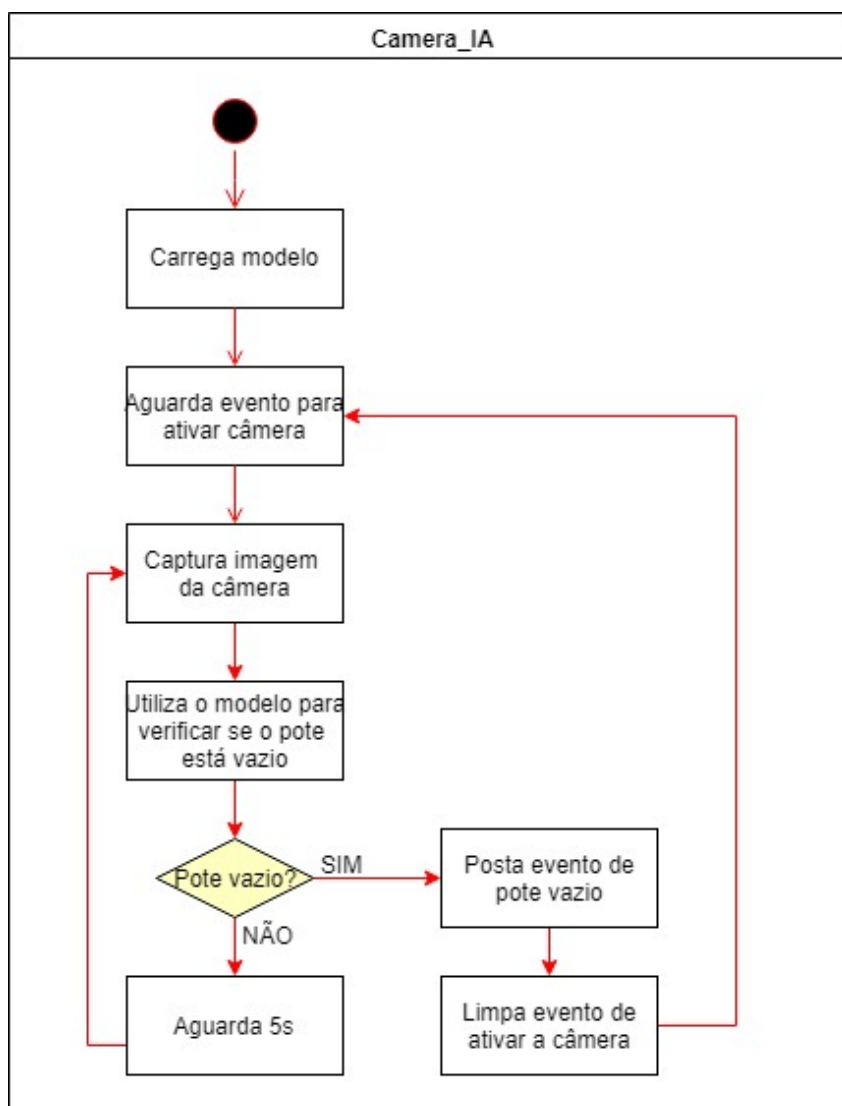 Camera_IA
Carrega modelo
Aguarda evento para
ativar câmera
Captura imagem
da câmera
Utiliza o modelo para
verificar se o pote
está vazio
Pote vazio?
SIM
Posta evento de
pote vazio
NÃO
Aguarda 5s
Limpa evento de
ativar a câmera